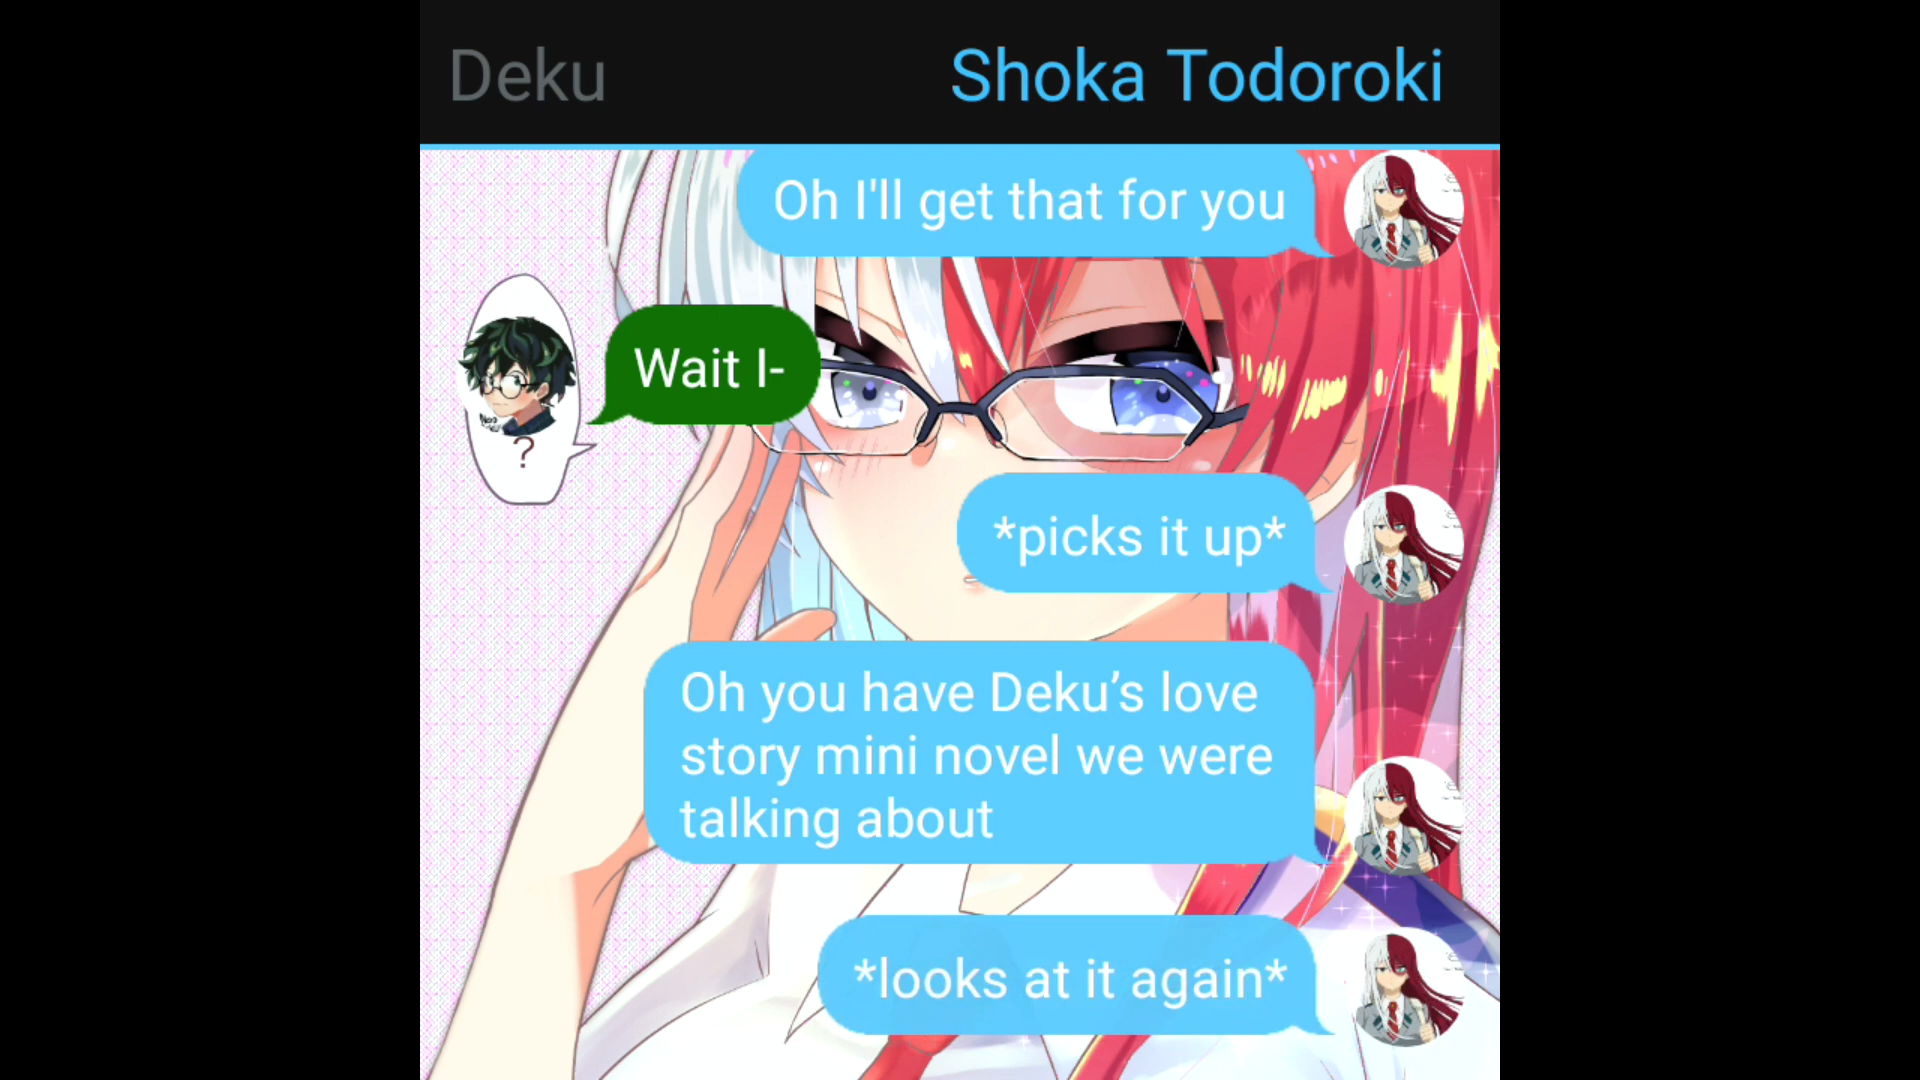 Deku
Shoka Todoroki
Oh I'll get that for you
Wait I-
?
*picks it up*
Oh you have Deku’s love
story mini novel we were
talking about
*looks at it again*